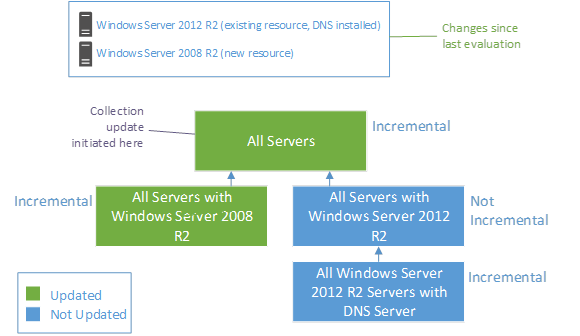 Windows Server 2012 R2 (existing resource, DNS installed)
Windows Server 2008 R2 (new resource)
Changes since
last evaluation
Collection
update
initiated here
All Servers
Incremental
Incremental
All Servers with
Windows Server 2008
R2
All Servers with
Windows Server 2012
R2
Not
Incremental
All Windows Server
2012 R2 Servers with
DNS Server
Incremental
Updated
Not Updated